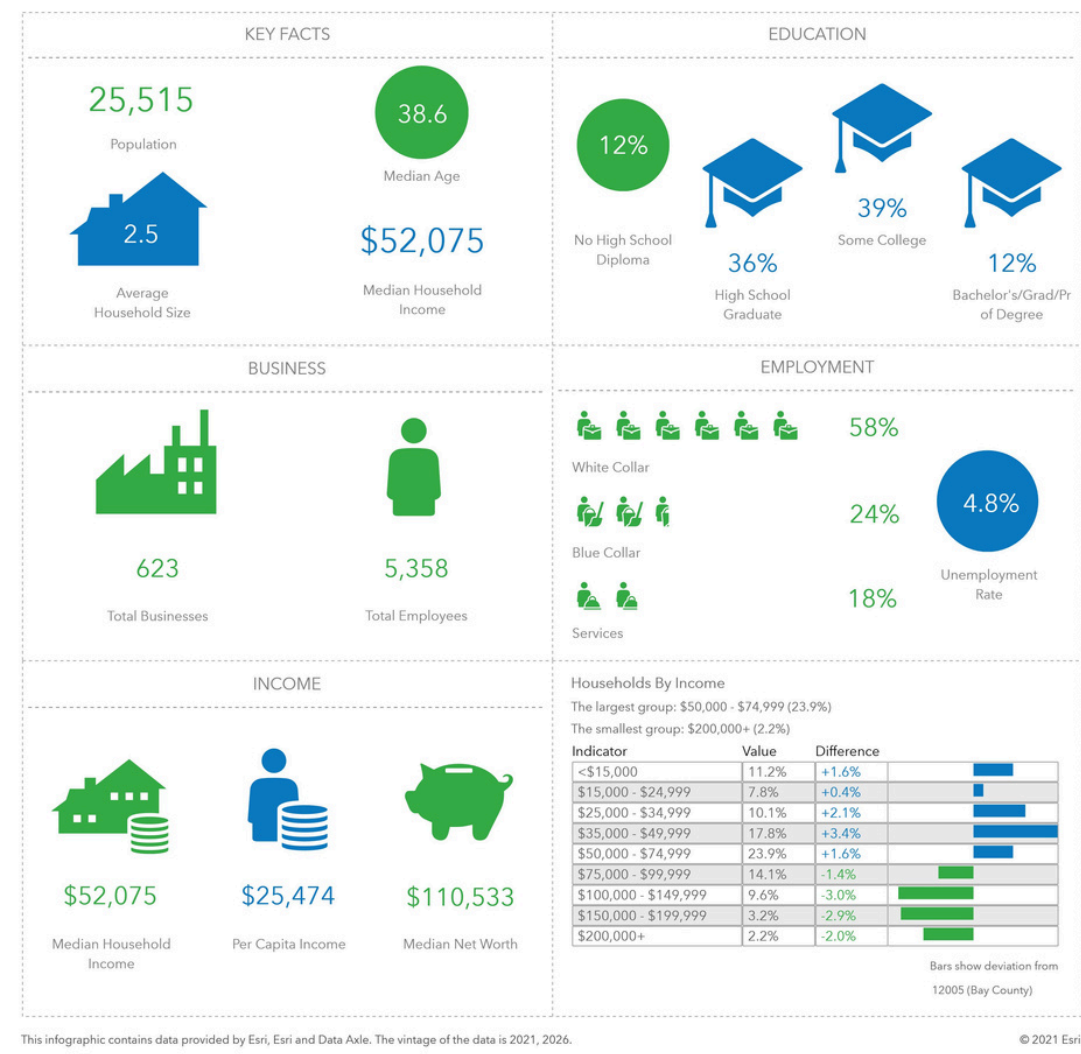 KEY FACTS
25,515
Population
38.6
Median Age
2.5
Average
Household Size
$52,075
Median Household
Income
EDUCATION
12%
No High School
Diploma
36%
High School
Graduate
39%
Some College
12%
Bachelor's/Grad/Pr
of Degree
BUSINESS
623
Total Businesses
5,358
Total Employees
EMPLOYMENT
58%
White Collar
24%
Blue Collar
18%
Services
4.8%
Unemployment
Rate
INCOME
$52,075
Median Household
Income
$25,474
Per Capita Income
$110,533
Median Net Worth
Households By Income
The largest group: $50,000 - $74,999 (23.9%)
The smallest group: $200,000+ (2.2%)
Indicator Value Difference
<$15,000 11.2% +1.6%
$15,000 - $24,999 7.8% +0.4%
$25,000 - $34,999 10.1% +2.1%
$35,000 - $49,999 17.8% +3.4%
$50,000 - $74,999 23.9% +1.6%
$75,000 - $99,999 14.1% -1.4%
$100,000 - $149,999 9.6% -3.0%
$150,000 - $199,999 3.2% -2.9%
$200,000+ 2.2% -2.0%
Bars show deviation from
12005 (Bay County)
This infographic contains data provided by Esri, Esri and Data Axle. The vintage of the data is 2021, 2026.
© 2021 Esri